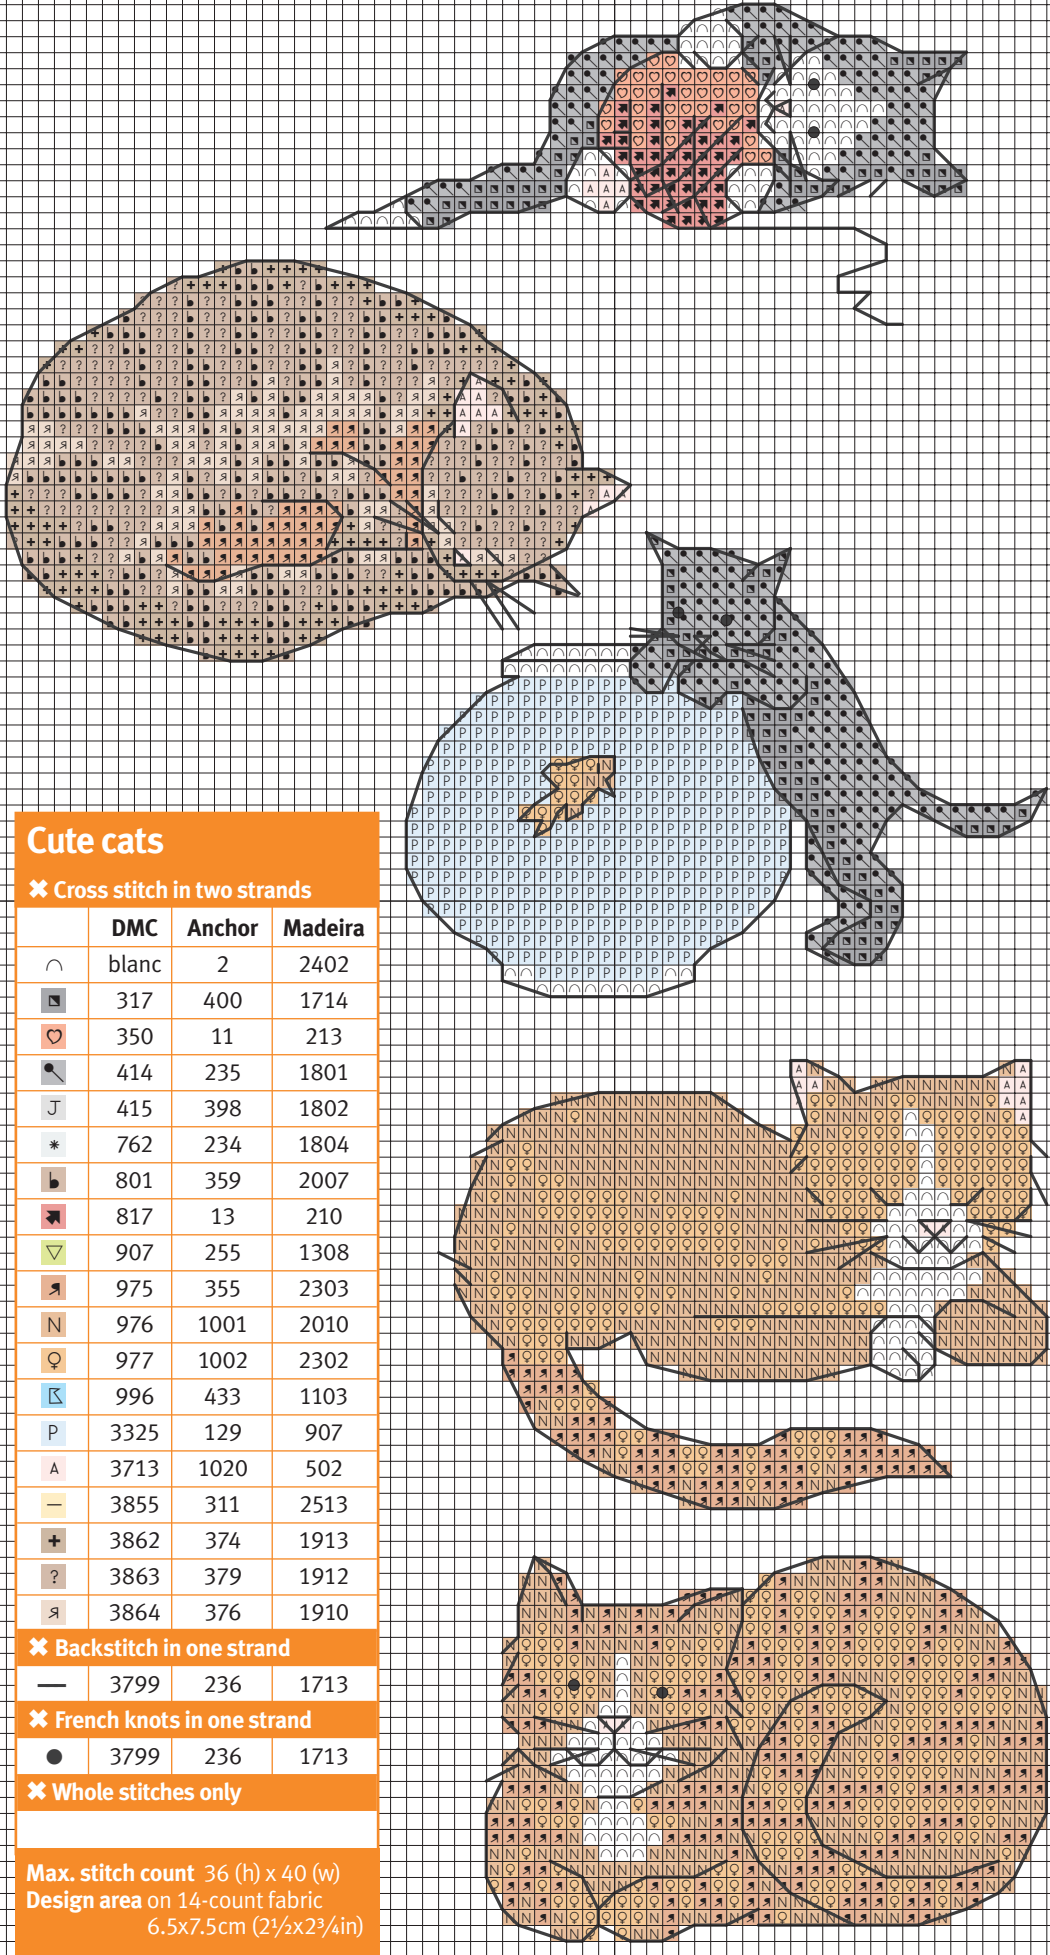 Cute cats
✖ Cross stitch in two strands
DMC Anchor Madeira
blanc 2 2402
317 400 1714
350 11 213
414 235 1801
J 415 398 1802
* 762 234 1804
801 359 2007
817 13 210
▽ 907 255 1308
975 355 2303
N 976 1001 2010
♀ 977 1002 2302
996 433 1103
P 3325 129 907
A 3713 1020 502
— 3855 311 2513
+ 3862 374 1913
? 3863 379 1912
Я 3864 376 1910
✖ Backstitch in one strand
— 3799 236 1713
✖ French knots in one strand
● 3799 236 1713
✖ Whole stitches only
Max. stitch count 36 (h) x 40 (w)
Design area on 14-count fabric
6.5x7.5cm (2½x2¾in)